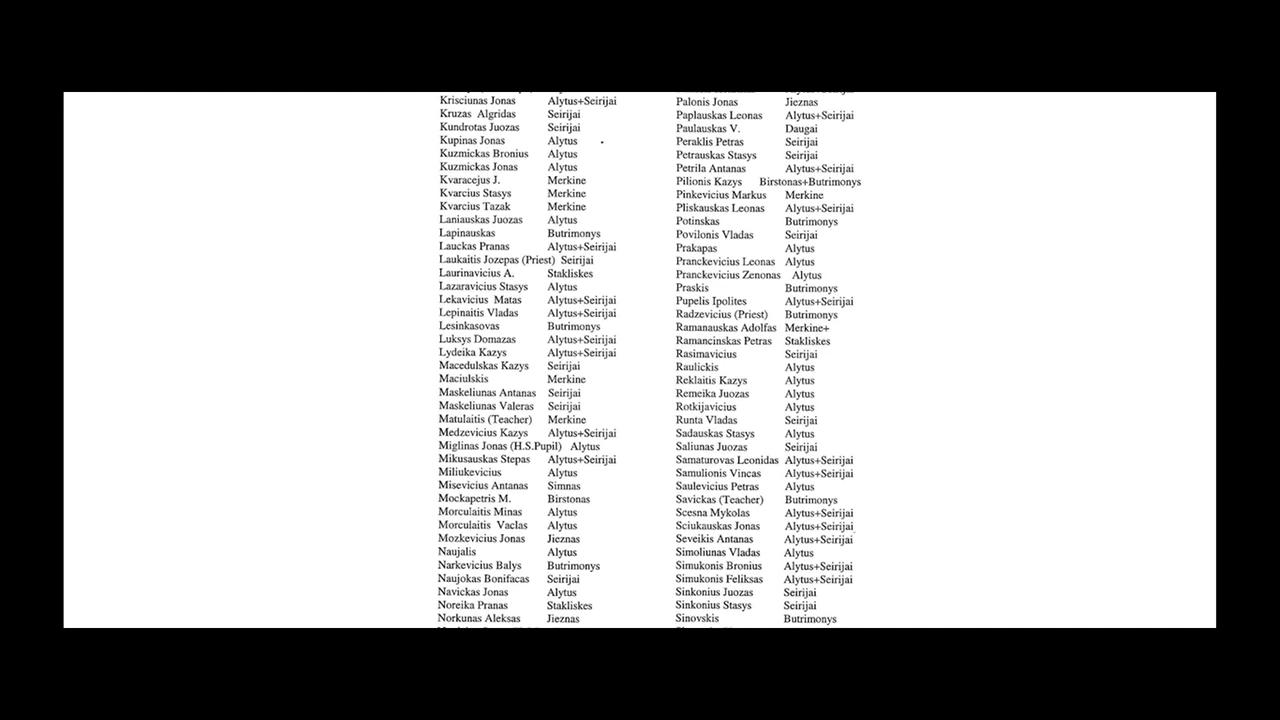 Krisciunas Jonas Alytus+Seirijai
Kruzas Algridas Seirijai
Kundrotas Juozas Seirijai
Kupinas Jonas Alytus
Kuzmickas Bronius Alytus
Kuzmickas Jonas Alytus
Kvaracejus J. Merkine
Kvarcius Stasys Merkine
Kvarcius Tazak Merkine
Laniauskas Juozas Alytus
Lapinauskas Butrimonys
Lauckas Pranas Alytus+Seirijai
Laukaitis Jozepas (Priest) Seirijai
Laurinavicius A. Stakliskes
Lazaravicius Stasys Alytus
Lekavicius Matas Alytus+Seirijai
Lepinaitis Vladas Alytus+Seirijai
Lesinkasovas Butrimonys
Luksys Domazas Alytus+Seirijai
Lydeika Kazys Alytus+Seirijai
Macedulskas Kazys Seirijai
Maciulskis Merkine
Maskeliunas Antanas Seirijai
Maskeliunas Valeras Seirijai
Matulaitis (Teacher) Merkine
Medzevicius Kazys Alytus+Seirijai
Miglinas Jonas (H.S.Pupil) Alytus
Mikusauskas Stepas Alytus+Seirijai
Miliukevicius Alytus
Misevicius Antanas Simnas
Mockapetris M. Birstonas
Morculaitis Minas Alytus
Morculaitis Vaclas Alytus
Mozkevicius Jonas Jieznas
Naujalis Alytus
Narkevicius Balys Butrimonys
Naujokas Bonifacas Seirijai
Navickas Jonas Alytus
Noreika Pranas Stakliskes
Norkunas Aleksas Jieznas
Palonis Jonas Jieznas
Paplauskas Leonas Alytus+Seirijai
Paulauskas V. Daugai
Peraklis Petras Seirijai
Petrauskas Stasys Seirijai
Petrila Antanas Alytus+Seirijai
Pilionis Kazys Birstonas+Butrimonys
Pinkevicius Markus Merkine
Pliskauskas Leonas Alytus+Seirijai
Potinskas Butrimonys
Povilonis Vladas Seirijai
Prakapas Alytus
Pranckevicius Leonas Alytus
Pranckevicius Zenonas Alytus
Praskis Butrimonys
Pupelis Ipolites Alytus+Seirijai
Radzevicius (Priest) Butrimonys
Ramanauskas Adolfas Merkine+
Ramancinskas Petras Stakliskes
Rasimavicius Seirijai
Raulickis Alytus
Reklaitis Kazys Alytus
Remeika Juozas Alytus
Rotkijavicius Alytus
Runta Vladas Seirijai
Sadauskas Stasys Alytus
Saliunas Juozas Seirijai
Samaturovas Leonidas Alytus+Seirijai
Samulionis Vincas Alytus+Seirijai
Saulevicius Petras Alytus
Savickas (Teacher) Butrimonys
Scesna Mykolas Alytus+Seirijai
Sciukauskas Jonas Alytus+Seirijai
Seveikis Antanas Alytus+Seirijai
Simoliunas Vladas Alytus
Simukonis Bronius Alytus+Seirijai
Simukonis Feliksas Alytus+Seirijai
Sinkonius Juozas Seirijai
Sinkonius Stasys Seirijai
Sinovskis Butrimonys